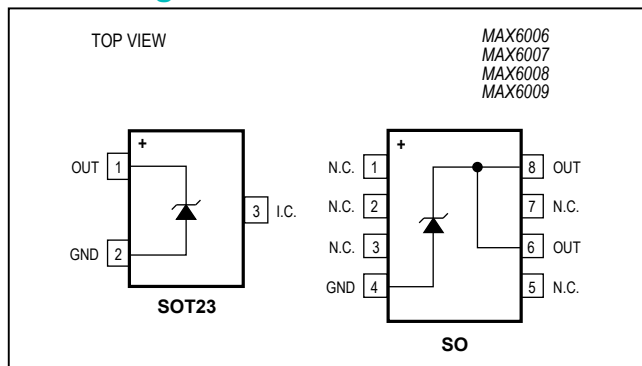 TOP VIEW
MAX6006
MAX6007
MAX6008
MAX6009
+
OUT 1
3 I.C.
GND 2
SOT23
+
N.C. 1
8 OUT
N.C. 2
7 N.C.
N.C. 3
6 OUT
GND 4
5 N.C.
SO